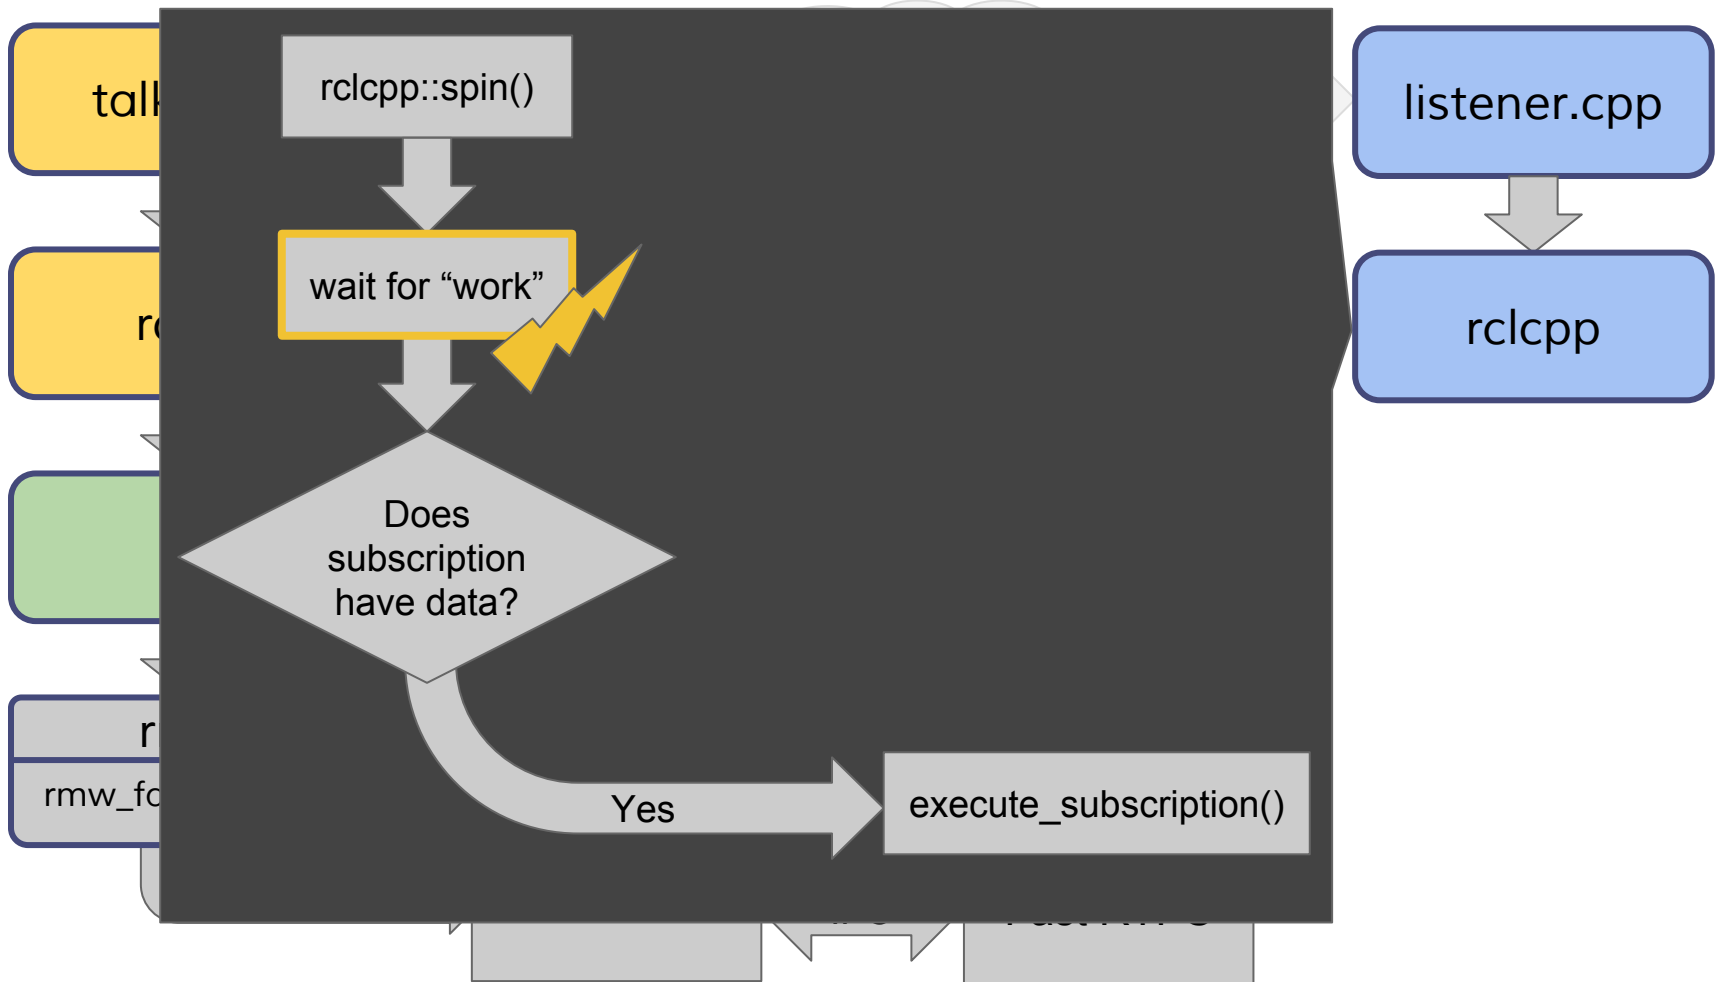 rclcpp::spin()
listener.cpp
wait for “work”
rclcpp
Does
subscription
have data?
Yes
execute_subscription()